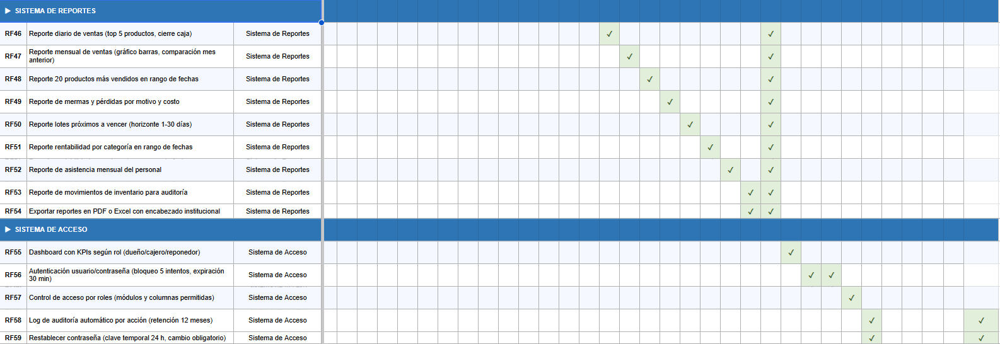 ▶ SISTEMA DE REPORTES
RF46 Reporte diario de ventas (top 5 productos, cierre caja) Sistema de Reportes ✓ ✓
RF47 Reporte mensual de ventas (gráfico barras, comparación mes
anterior) Sistema de Reportes ✓ ✓
RF48 Reporte 20 productos más vendidos en rango de fechas Sistema de Reportes ✓ ✓
RF49 Reporte de mermas y pérdidas por motivo y costo Sistema de Reportes ✓ ✓
RF50 Reporte lotes próximos a vencer (horizonte 1-30 días) Sistema de Reportes ✓ ✓
RF51 Reporte rentabilidad por categoría en rango de fechas Sistema de Reportes ✓ ✓
RF52 Reporte de asistencia mensual del personal Sistema de Reportes ✓ ✓
RF53 Reporte de movimientos de inventario para auditoría Sistema de Reportes ✓ ✓
RF54 Exportar reportes en PDF o Excel con encabezado institucional Sistema de Reportes ✓ ✓
▶ SISTEMA DE ACCESO
RF55 Dashboard con KPIs según rol (dueño/cajero/reponedor) Sistema de Acceso ✓
RF56 Autenticación usuario/contraseña (bloqueo 5 intentos, expiración
30 min) Sistema de Acceso ✓ ✓
RF57 Control de acceso por roles (módulos y columnas permitidas) Sistema de Acceso ✓
RF58 Log de auditoría automático por acción (retención 12 meses) Sistema de Acceso ✓ ✓
RF59 Restablecer contraseña (clave temporal 24 h, cambio obligatorio) Sistema de Acceso ✓ ✓